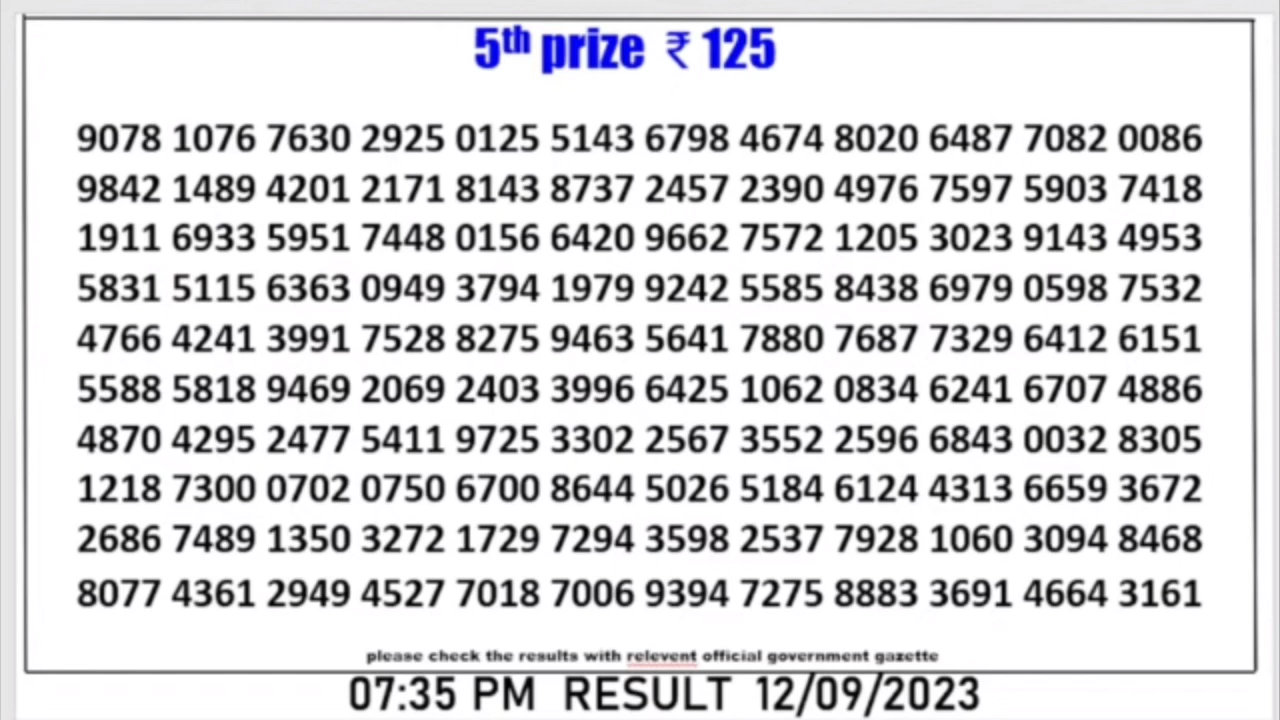 5th prize ₹ 125
9078 1076 7630 2925 0125 5143 6798 4674 8020 6487 7082 0086
9842 1489 4201 2171 8143 8737 2457 2390 4976 7597 5903 7418
1911 6933 5951 7448 0156 6420 9662 7572 1205 3023 9143 4953
5831 5115 6363 0949 3794 1979 9242 5585 8438 6979 0598 7532
4766 4241 3991 7528 8275 9463 5641 7880 7687 7329 6412 6151
5588 5818 9469 2069 2403 3996 6425 1062 0834 6241 6707 4886
4870 4295 2477 5411 9725 3302 2567 3552 2596 6843 0032 8305
1218 7300 0702 0750 6700 8644 5026 5184 6124 4313 6659 3672
2686 7489 1350 3272 1729 7294 3598 2537 7928 1060 3094 8468
8077 4361 2949 4527 7018 7006 9394 7275 8883 3691 4664 3161
please check the results with relevent official government gazette
07:35 PM RESULT 12/09/2023